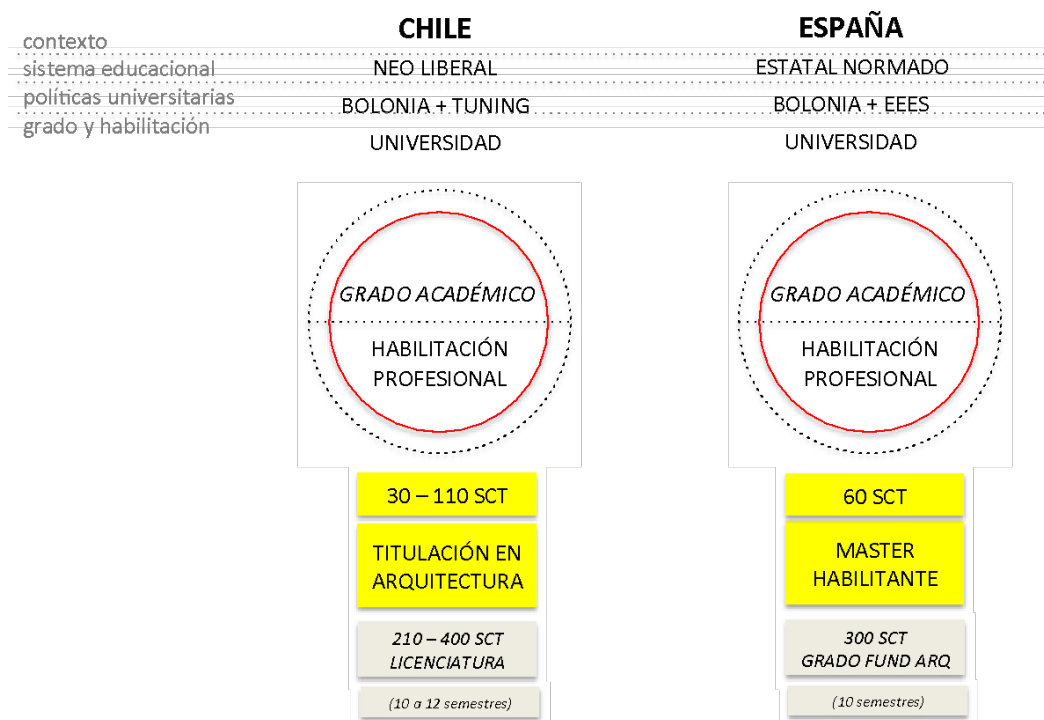 CHILE ESPAÑA
contexto
sistema educacional NEO LIBERAL ESTATAL NORMADO
políticas universitarias BOLONIA + TUNING BOLONIA + EEES
grado y habilitación UNIVERSIDAD UNIVERSIDAD
GRADO ACADÉMICO GRADO ACADÉMICO
HABILITACIÓN HABILITACIÓN
PROFESIONAL PROFESIONAL
30 – 110 SCT 60 SCT
TITULACIÓN EN MASTER
ARQUITECTURA HABILITANTE
210 – 400 SCT 300 SCT
LICENCIATURA GRADO FUND ARQ
(10 a 12 semestres) (10 semestres)